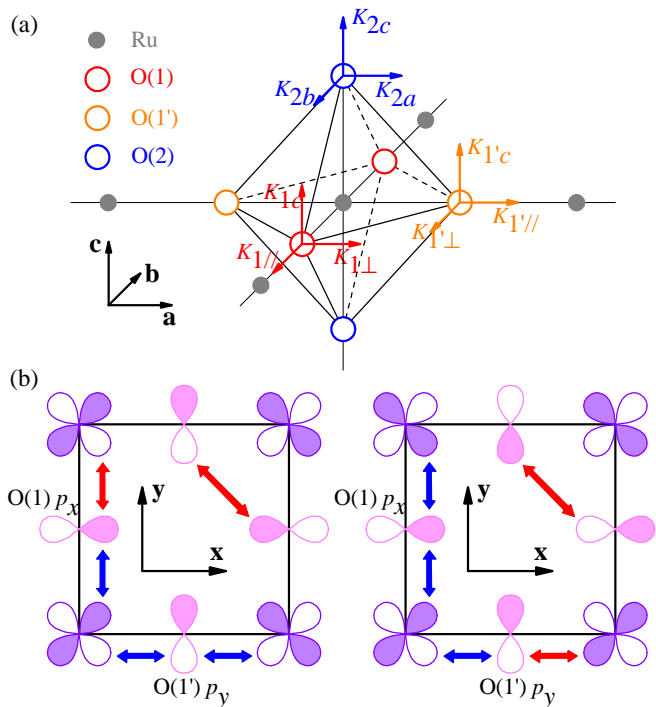 (a)
Ru
O(1)
O(1')
O(2)
K2c
K2b
K2a
K1c
K1//
K1⊥
K1'c
K1'//
K1'⊥
c
b
a
(b)
O(1) px
y
x
O(1') py
O(1) px
y
x
O(1') py